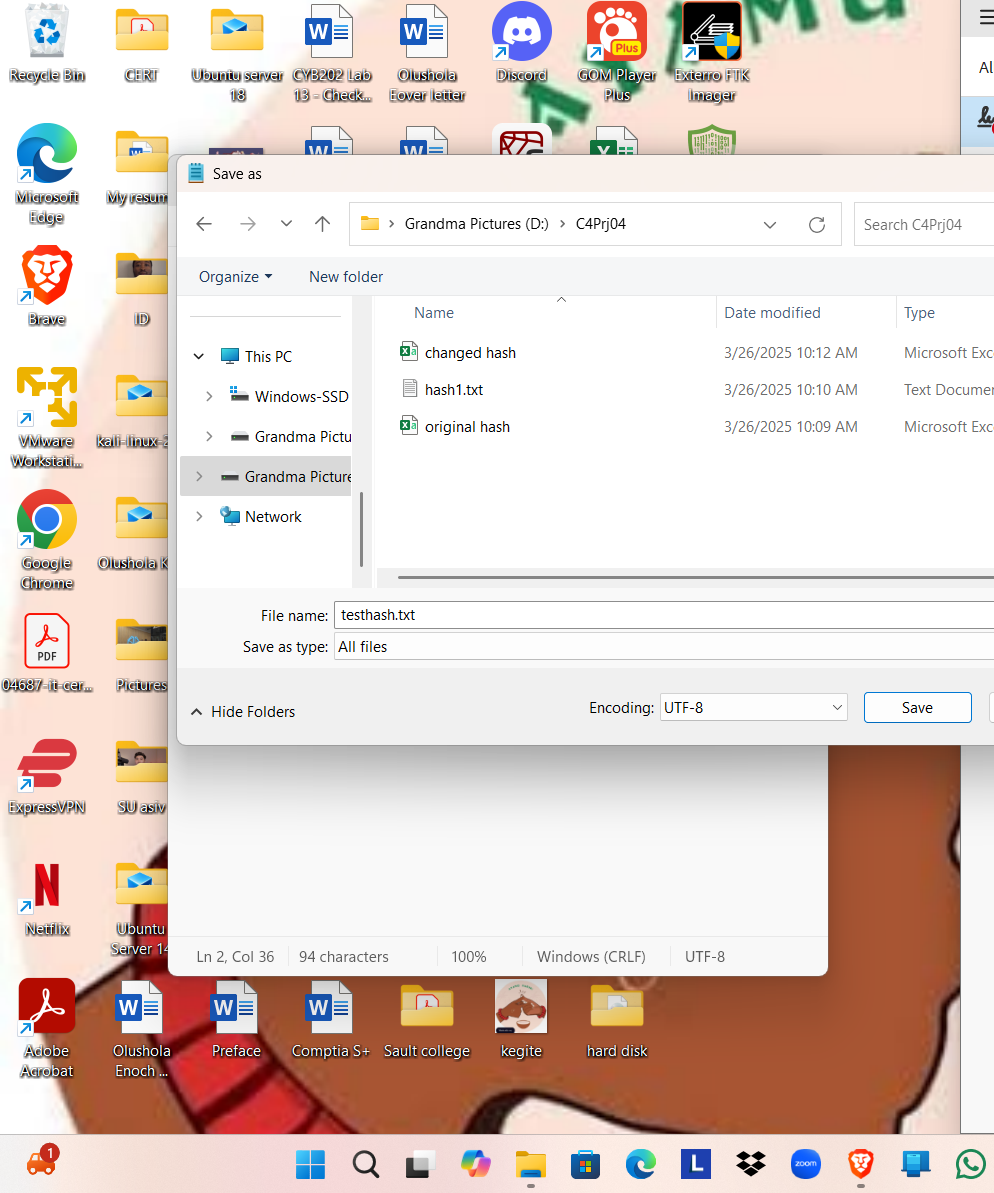 Recycle Bin
CERT
Ubuntu server
18
CYB202 Lab
13 - Check...
Olushola
Eover letter
Discord
GOM Player
Plus
Exterro FTK
Imager
Plus
Al
Microsoft
Edge
My resum
Brave
ID
VMware
Workstati...
kali-linux-2
Google
Chrome
Olushola K
PDF
04687-it-cer...
Pictures
ExpressVPN
SU asiv
Netflix
Ubuntu
Server 14
Save as
Grandma Pictures (D:) > C4Prj04
Search C4Prj04
Organize
New folder
Name
Date modified
Type
This PC
Windows-SSD
Grandma Pictu
Grandma Picture
Network
changed hash
3/26/2025 10:12 AM
Microsoft Exc
hash1.txt
3/26/2025 10:10 AM
Text Documen
original hash
3/26/2025 10:09 AM
Microsoft Exc
File name: testhash.txt
Save as type: All files
Hide Folders
Encoding: UTF-8
Save
Ln 2, Col 36
94 characters
100%
Windows (CRLF)
UTF-8
Adobe
Acrobat
Olushola
Enoch ...
Preface
Comptia S+
Sault college
kegite
hard disk
1
L
zoom